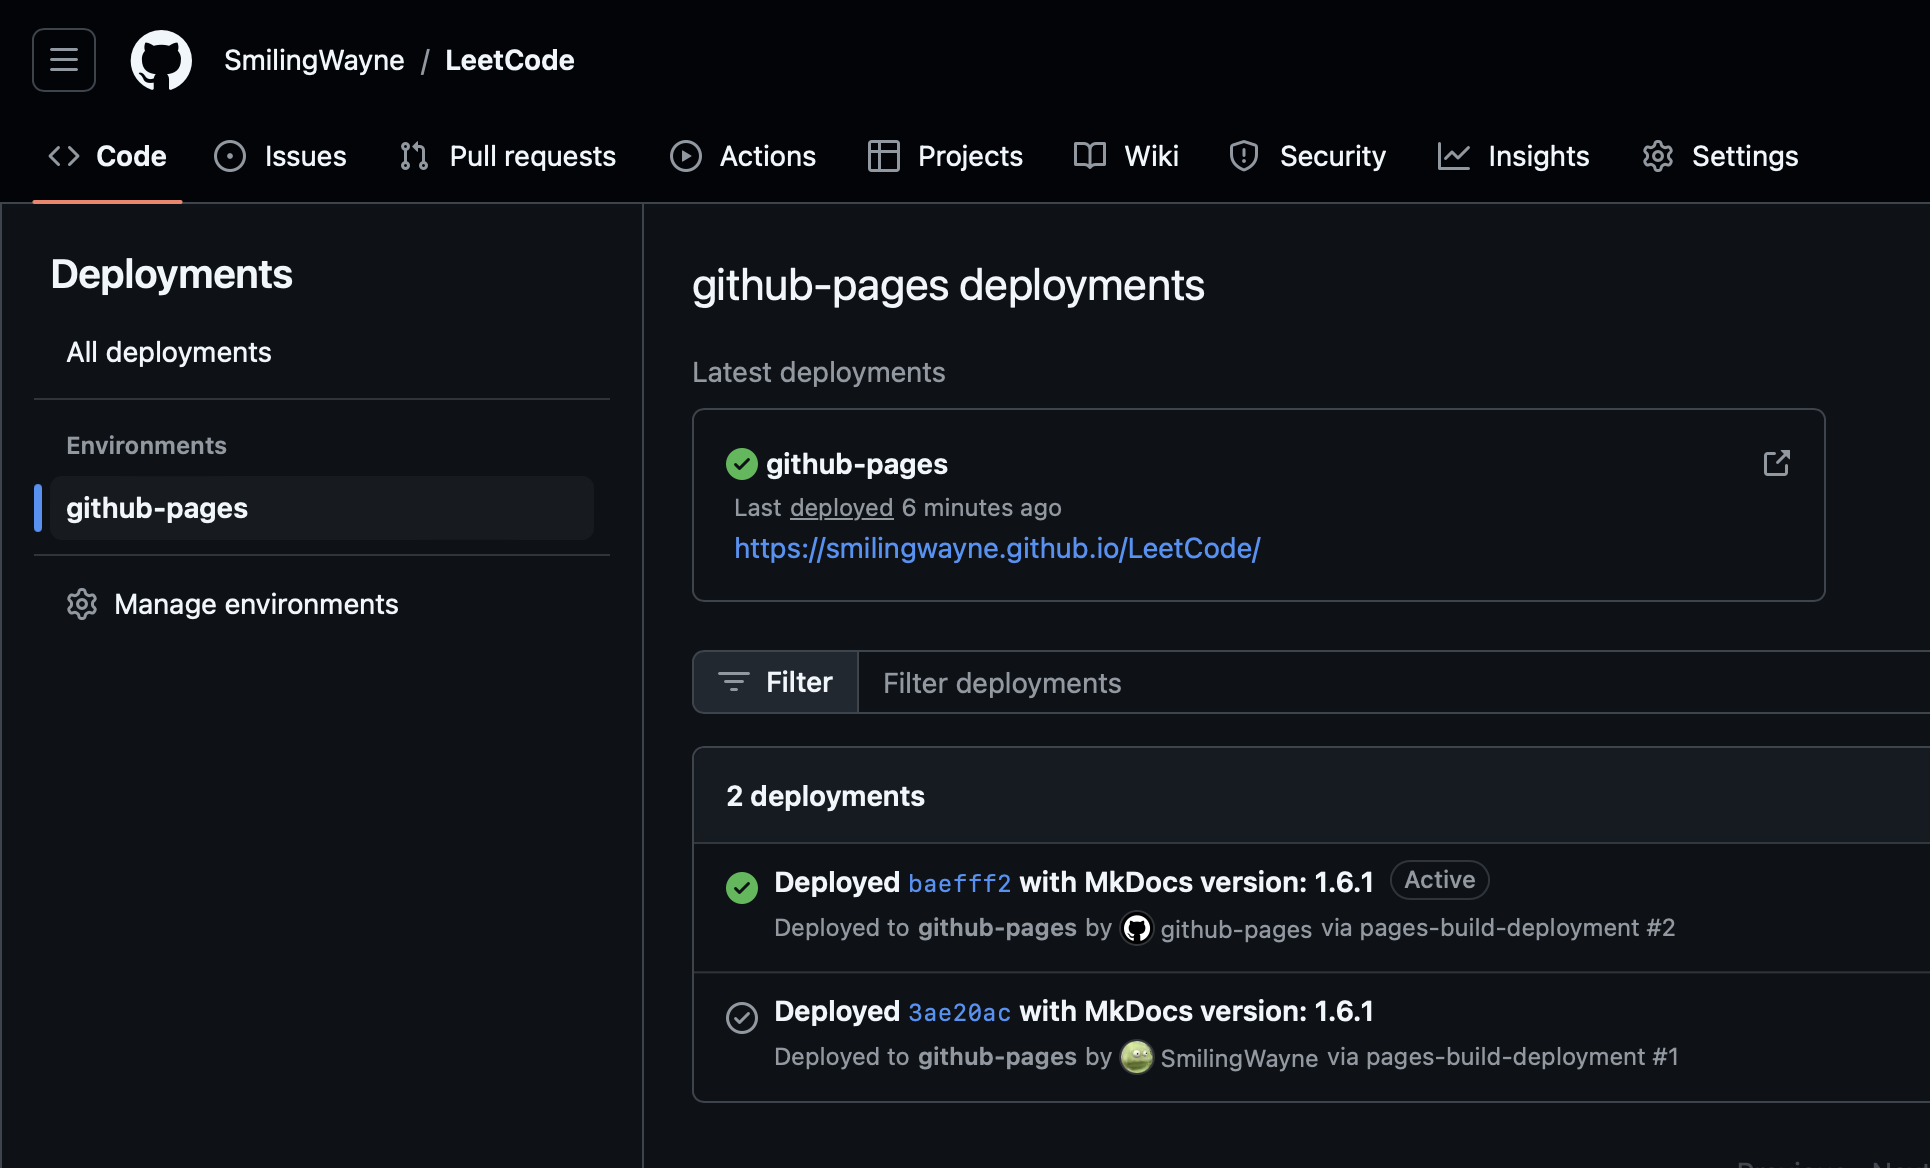 SmilingWayne / LeetCode
Code Issues Pull requests Actions Projects Wiki Security Insights Settings
Deployments
All deployments
Environments
github-pages
Manage environments
github-pages deployments
Latest deployments
github-pages
Last deployed 6 minutes ago
https://smilingwayne.github.io/LeetCode/
Filter Filter deployments
2 deployments
Deployed baefff2 with MkDocs version: 1.6.1 Active
Deployed to github-pages by github-pages via pages-build-deployment #2
Deployed 3ae20ac with MkDocs version: 1.6.1
Deployed to github-pages by SmilingWayne via pages-build-deployment #1